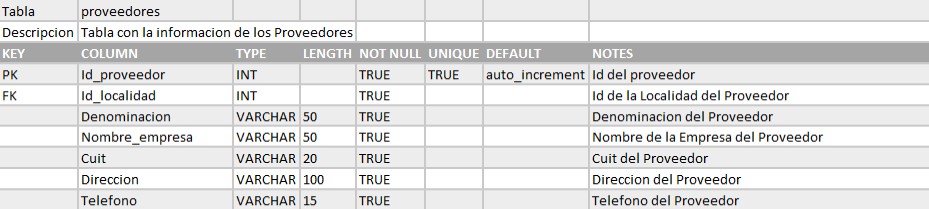 Tabla proveedores
Descripcion Tabla con la informacion de los Proveedores
KEY COLUMN TYPE LENGTH NOT NULL UNIQUE DEFAULT NOTES
PK Id_proveedor INT TRUE TRUE auto_increment Id del proveedor
FK Id_localidad INT TRUE Id de la Localidad del Proveedor
Denominacion VARCHAR 50 TRUE Denominacion del Proveedor
Nombre_empresa VARCHAR 50 TRUE Nombre de la Empresa del Proveedor
Cuit VARCHAR 20 TRUE Cuit del Proveedor
Direccion VARCHAR 100 TRUE Direccion del Proveedor
Telefono VARCHAR 15 TRUE Telefono del Proveedor